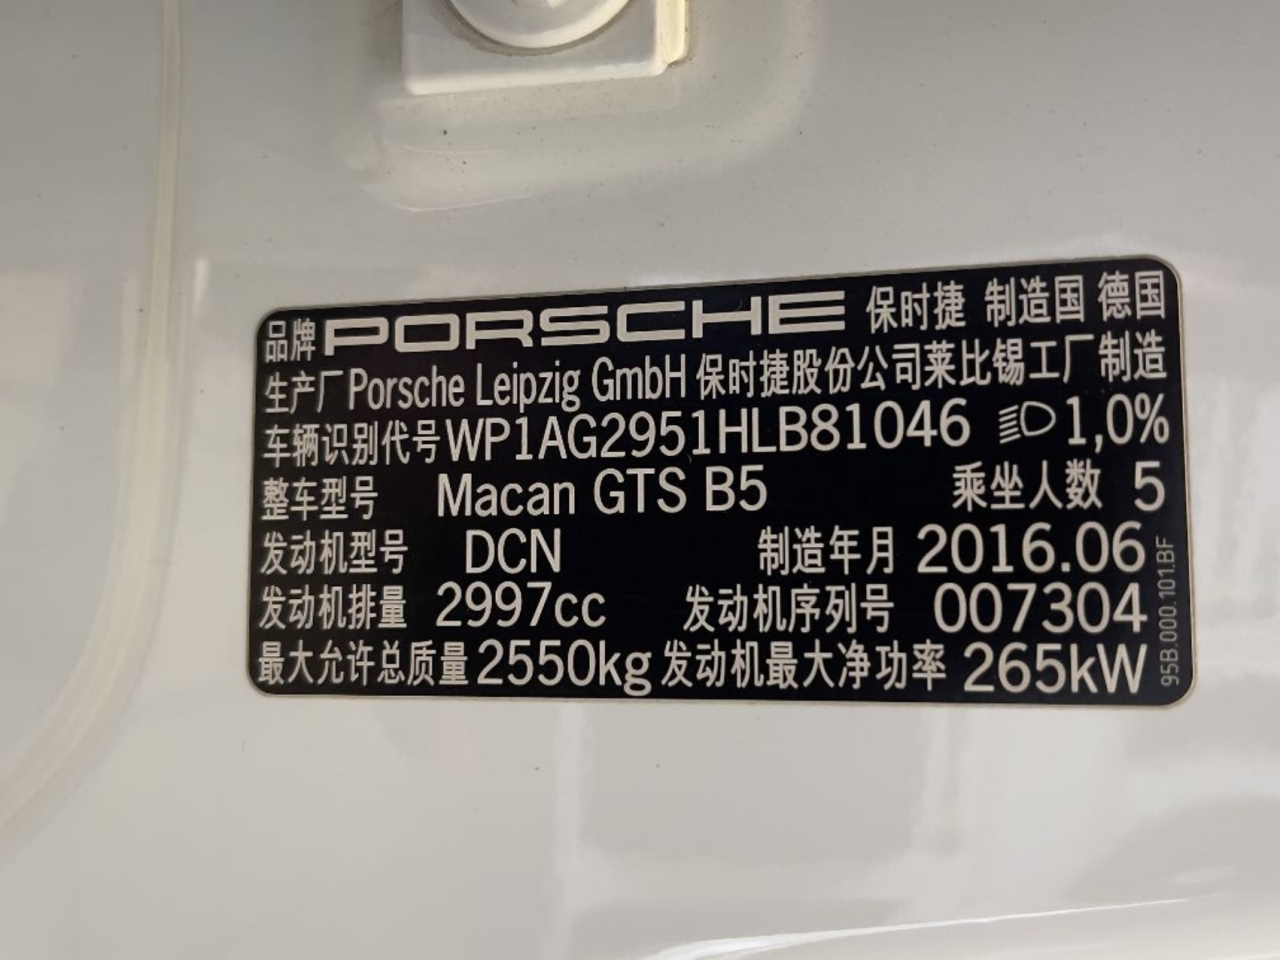 品牌 PORSCHE 保时捷 制造国 德国
生产厂 Porsche Leipzig GmbH 保时捷股份公司莱比锡工厂制造
车辆识别代号 WP1AG2951HLB81046 1,0%
整车型号 Macan GTS B5 乘坐人数 5
发动机型号 DCN 制造年月 2016.06
发动机排量 2997cc 发动机序列号 007304
最大允许总质量 2550kg 发动机最大净功率 265kW
95B.000.101.BF